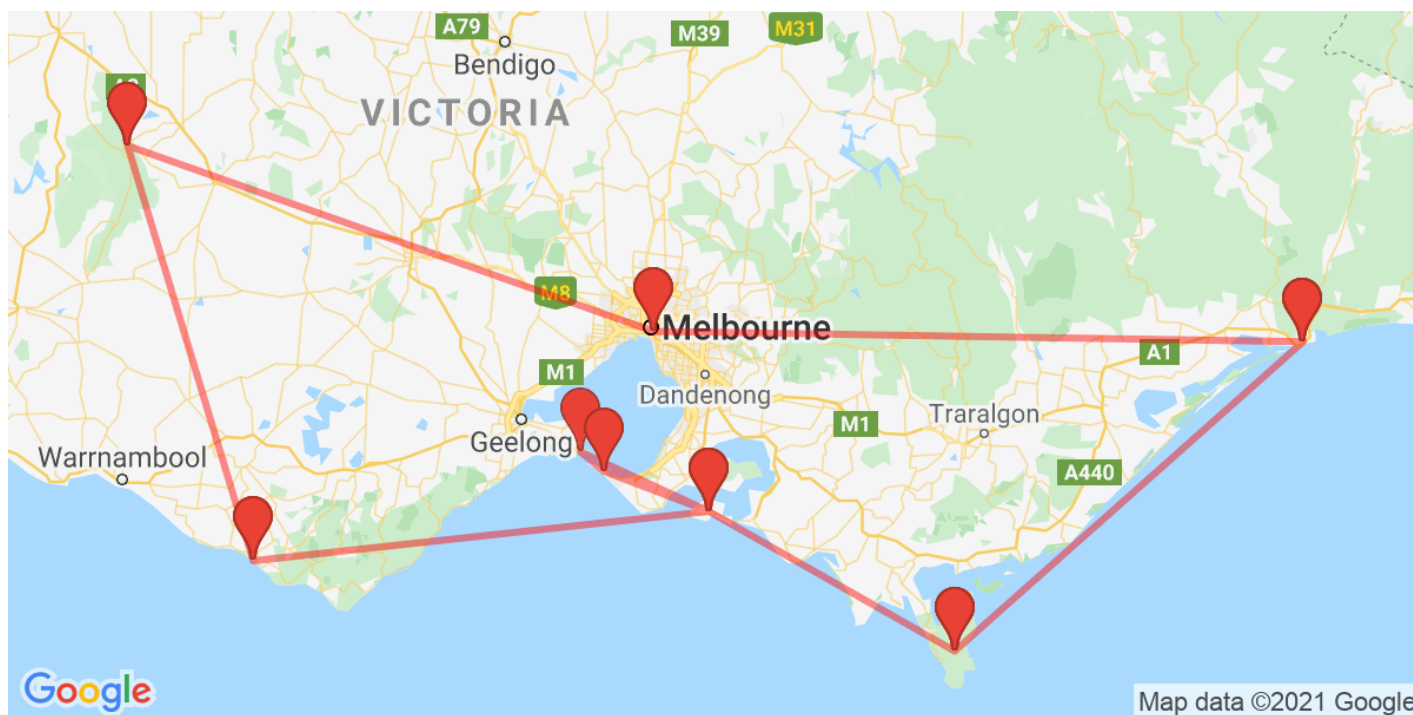 A79
M39
M31
Bendigo
VICTORIA
M8
Melbourne
M1
A1
Dandenong
Geelong
M1
Traralgon
Warrnambool
A440
Google
Map data ©2021 Google